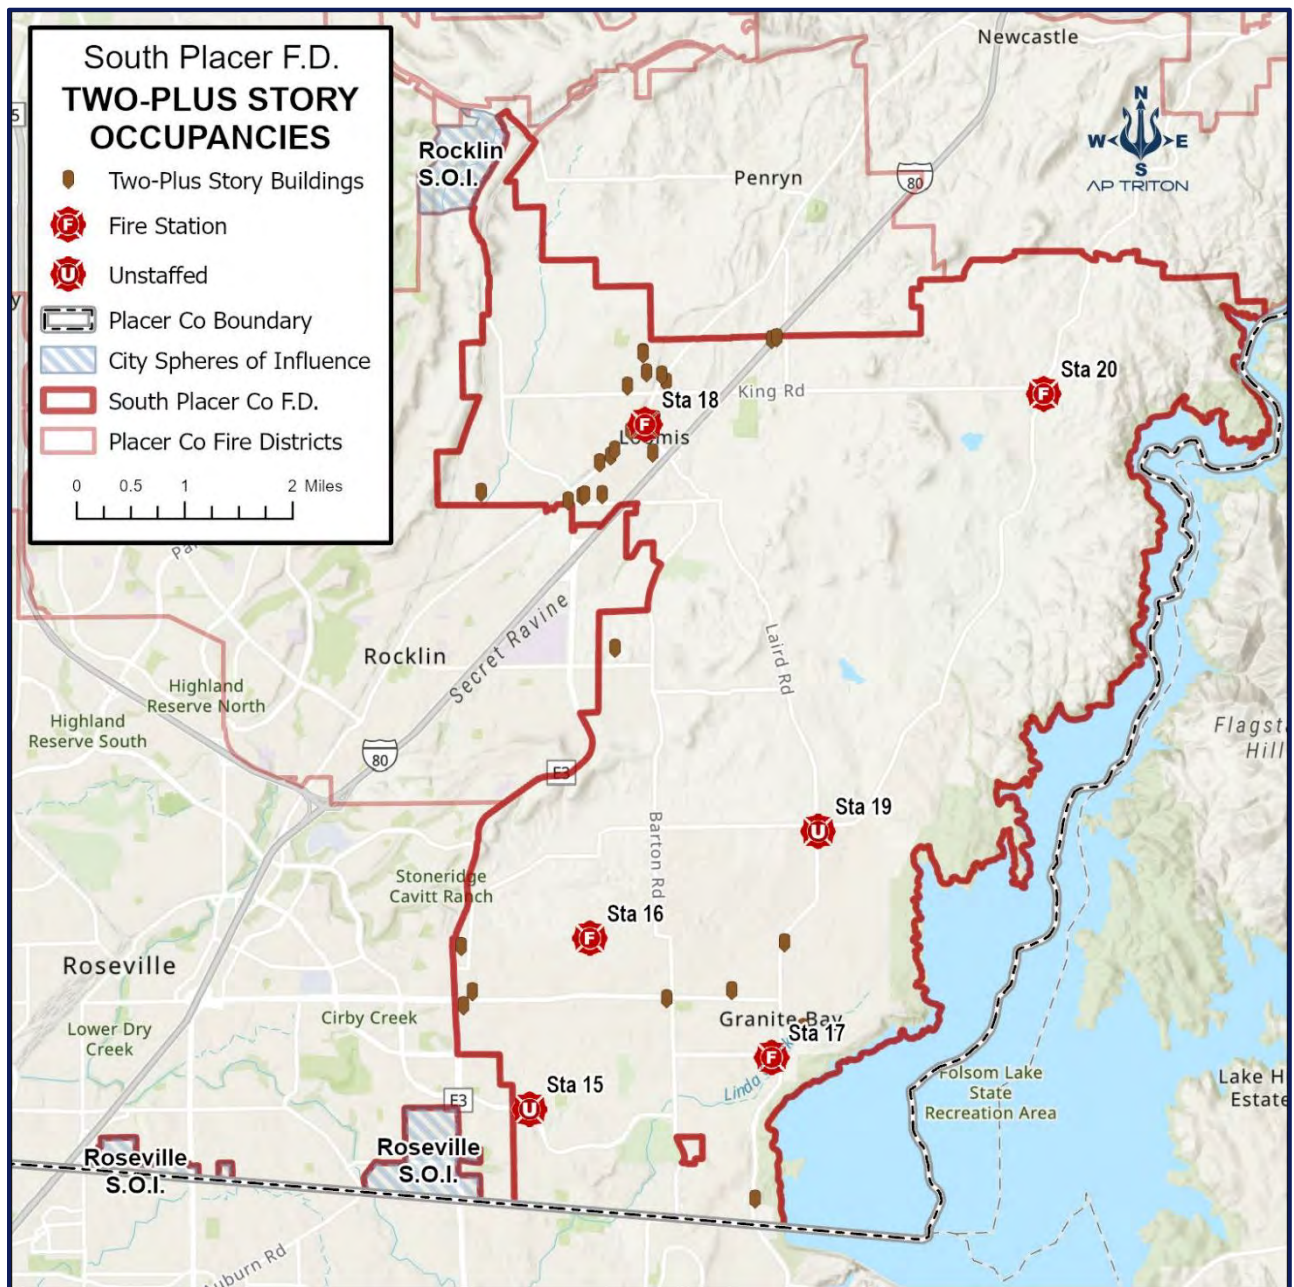 South Placer F.D.
TWO-PLUS STORY
OCCUPANCIES
Two-Plus Story Buildings
Fire Station
Unstaffed
Placer Co Boundary
City Spheres of Influence
South Placer Co F.D.
Placer Co Fire Districts
0 0.5 1 2 Miles
F
U
Newcastle
N
W E
S
AP TRITON
Rocklin
S.O.I.
Penryn
80
Sta 20
F
King Rd
Sta 18
F
Loomis
Secret Ravine
Rocklin
Laird Rd
Highland
Reserve North
Highland
Reserve South
80
E3
Sta 19
U
Barton Rd
Stoneridge
Cavitt Ranch
Sta 16
F
Roseville
Cirby Creek
Lower Dry
Creek
Granite Bay
Sta 17
F
Linda
Sta 15
U
E3
Folsom Lake
State
Recreation Area
Lake H
Estate
Flagst
Hill
Roseville
S.O.I.
Roseville
S.O.I.
Auburn Rd